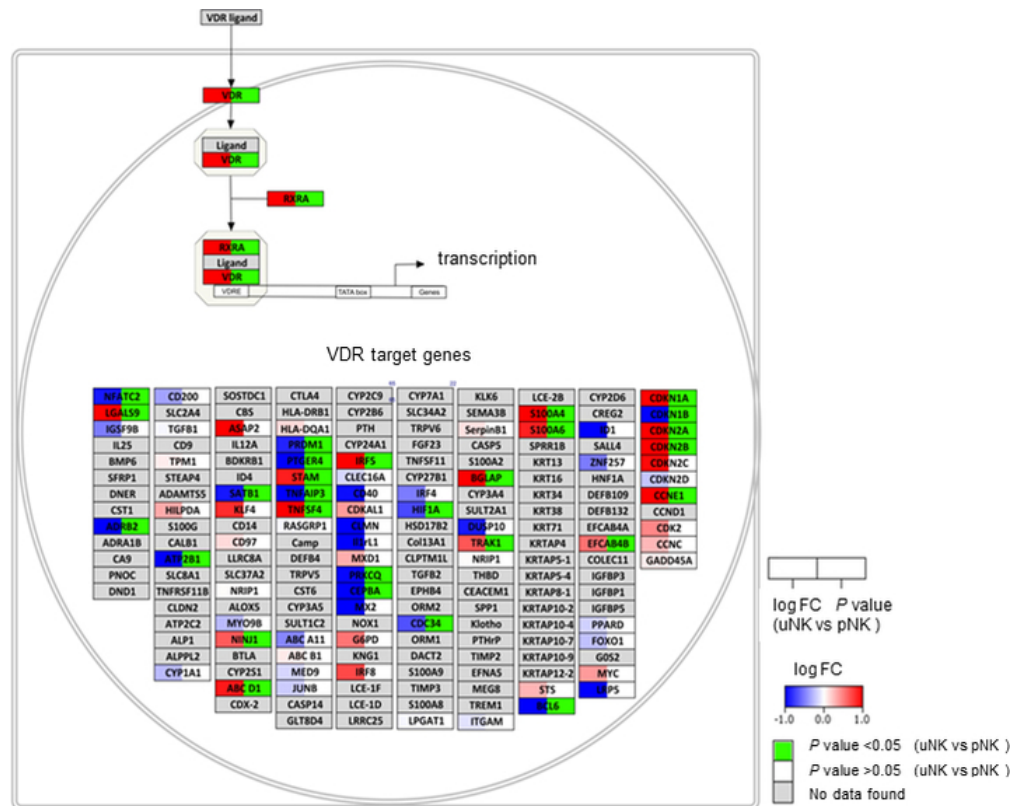 VDR ligand
VDR
Ligand
VDR
RXRA
RXRA
Ligand
VDR
transcription
VDRE
TATA box
Genes
VDR target genes
NFATC2
LGALS9
IGSF9B
IL25
BMP6
SFRP1
DNER
CST1
ADRB2
ADRA1B
CA9
PNOC
DND1
CD200
SLC2A4
TGFB1
CD9
TPM1
STEAP4
ADAMTS5
HILPDA
S100G
CALB1
ATP2B1
SLC8A1
TNFRSF11B
CLDN2
ATP2C2
ALP1
ALPPL2
CYP1A1
SOSTDC1
CBS
ASAP2
IL12A
BDKRB1
ID4
SATB1
KLF4
CD14
CD97
LLRC8A
SLC37A2
NRIP1
ALOX5
MYO9B
NINJ1
BTLA
CYP2S1
ABC D1
CDX-2
CTLA4
HLA-DRB1
HLA-DQA1
PRDM1
PTGER4
STAM
TNFAIP3
TNFSF4
RASGRP1
Camp
DEFB4
TRPV5
CST6
CYP3A5
SULT1C2
ABC A11
ABC B1
MED9
JUNB
CASP14
GLT8D4
CYP2C9
CYP2B6
PTH
CYP24A1
IRF5
CLEC16A
CD40
CDKAL1
CLMN
MXD1
PRKCQ
CEPBA
MX2
NOX1
G6PD
KNG1
IRF8
LCE-1F
LCE-1D
LRRC25
CYP7A1
SLC34A2
TRPV6
FGF23
TNFSF11
CYP27B1
IRF4
HIF1A
HSD17B2
Col13A1
CLPTM1L
TGFB2
EPHB4
ORM2
CDC34
ORM1
DACT2
S100A9
TIMP3
S100A8
LPGAT1
KLK6
SEMA3B
SerpinB1
CASP5
S100A2
BGLAP
CYP3A4
SULT2A1
DUSP10
TRAK1
NRIP1
THBD
CEACEM1
SPP1
Klotho
PTHrP
TIMP2
EFNA5
MEG8
TREM1
ITGAM
LCE-2B
S100A4
S100A6
SPRR1B
KRT13
KRT16
KRT34
KRT38
KRT71
KRTAP4
KRTAP5-1
KRTAP5-4
KRTAP8-1
KRTAP10-2
KRTAP10-4
KRTAP10-7
KRTAP10-9
KRTAP12-2
STS
BCL6
CYP2D6
CREG2
ID1
SALL4
ZNF257
HNF1A
DEFB109
DEFB132
EFCAB4A
EFCAB4B
COLEC11
IGFBP3
IGFBP1
IGFBP5
PPARD
FOXO1
G0S2
MYC
LRP5
CDKN1A
CDKN1B
CDKN2A
CDKN2B
CDKN2C
CDKN2D
CCNE1
CCND1
CDK2
CCNC
GADD45A
log FC P value
(uNK vs pNK )
log FC
-1.0 0.0 1.0
P value <0.05 (uNK vs pNK )
P value >0.05 (uNK vs pNK )
No data found